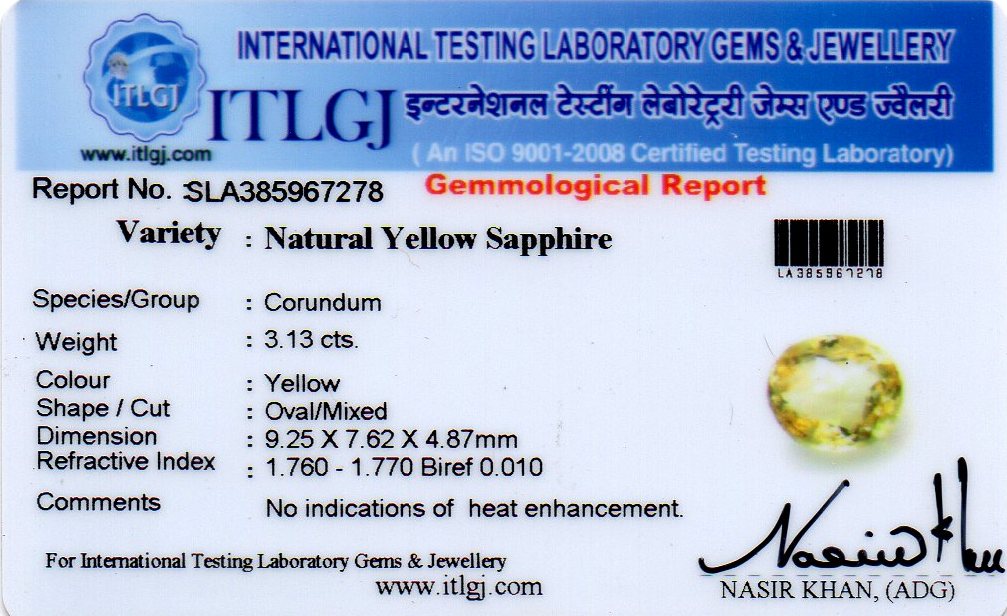 INTERNATIONAL TESTING LABORATORY GEMS & JEWELLERY
ITLGJ
ITLGJ इन्टरनेशनल टेस्टींग लेबोरेट्ररी जेम्स एण्ड ज्वैलरी
www.itlgj.com
( An ISO 9001-2008 Certified Testing Laboratory)
Report No. :SLA385967278
Gemmological Report
Variety : Natural Yellow Sapphire
LA385967278
Species/Group : Corundum
Weight : 3.13 cts.
Colour : Yellow
Shape / Cut : Oval/Mixed
Dimension : 9.25 X 7.62 X 4.87mm
Refractive Index : 1.760 - 1.770 Biref 0.010
Comments No indications of heat enhancement.
Nasir Khan
For International Testing Laboratory Gems & Jewellery
www.itlgj.com
NASIR KHAN, (ADG)